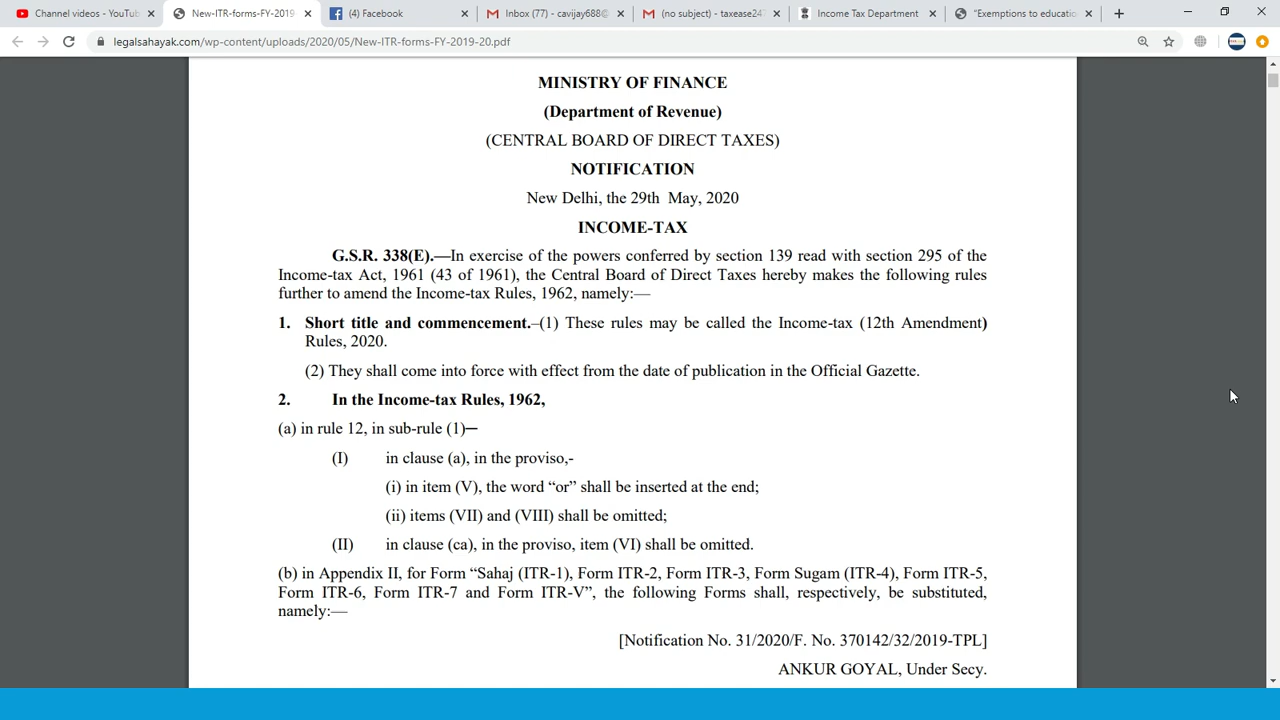 Channel videos - YouTub
New-ITR-forms-FY-2019-
(4) Facebook
Inbox (77) - cavijay688@
(no subject) - taxease247
Income Tax Department
"Exemptions to educatio
legalsahayak.com/wp-content/uploads/2020/05/New-ITR-forms-FY-2019-20.pdf
MINISTRY OF FINANCE
(Department of Revenue)
(CENTRAL BOARD OF DIRECT TAXES)
NOTIFICATION
New Delhi, the 29th May, 2020
INCOME-TAX
G.S.R. 338(E).—In exercise of the powers conferred by section 139 read with section 295 of the
Income-tax Act, 1961 (43 of 1961), the Central Board of Direct Taxes hereby makes the following rules
further to amend the Income-tax Rules, 1962, namely:—
1. Short title and commencement.–(1) These rules may be called the Income-tax (12th Amendment)
Rules, 2020.
(2) They shall come into force with effect from the date of publication in the Official Gazette.
2. In the Income-tax Rules, 1962,
(a) in rule 12, in sub-rule (1)—
(I) in clause (a), in the proviso,-
(i) in item (V), the word “or” shall be inserted at the end;
(ii) items (VII) and (VIII) shall be omitted;
(II) in clause (ca), in the proviso, item (VI) shall be omitted.
(b) in Appendix II, for Form “Sahaj (ITR-1), Form ITR-2, Form ITR-3, Form Sugam (ITR-4), Form ITR-5,
Form ITR-6, Form ITR-7 and Form ITR-V”, the following Forms shall, respectively, be substituted,
namely:—
[Notification No. 31/2020/F. No. 370142/32/2019-TPL]
ANKUR GOYAL, Under Secy.